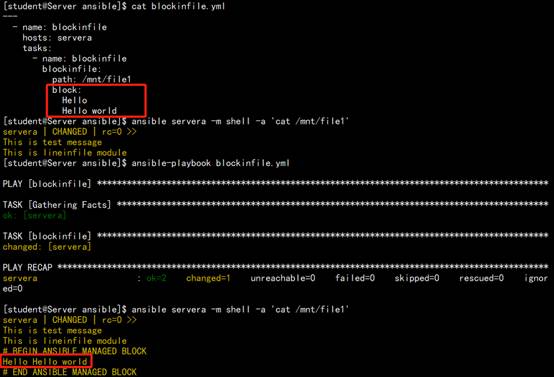 [student@Server ansible]$ cat blockinfile.yml
---
- name: blockinfile
hosts: servera
tasks:
- name: blockinfile
blockinfile:
path: /mnt/file1
block:
Hello
Hello world
[student@Server ansible]$ ansible servera -m shell -a 'cat /mnt/file1'
servera | CHANGED | rc=0 >>
This is test message
This is lineinfile module
[student@Server ansible]$ ansible-playbook blockinfile.yml
PLAY [blockinfile] ******************************************************************************
TASK [Gathering Facts] **************************************************************************
ok: [servera]
TASK [blockinfile] ******************************************************************************
changed: [servera]
PLAY RECAP **************************************************************************************
servera : ok=2 changed=1 unreachable=0 failed=0 skipped=0 rescued=0 ignor
ed=0
[student@Server ansible]$ ansible servera -m shell -a 'cat /mnt/file1'
servera | CHANGED | rc=0 >>
This is test message
This is lineinfile module
# BEGIN ANSIBLE MANAGED BLOCK
Hello Hello world
# END ANSIBLE MANAGED BLOCK